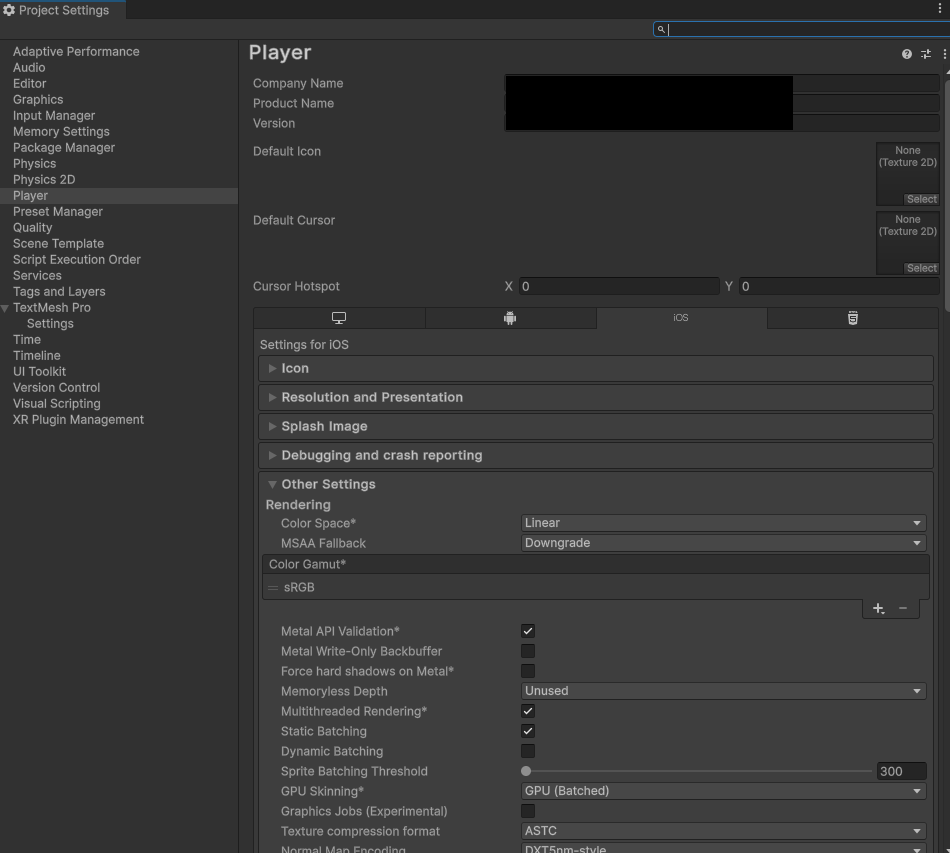 Project Settings
Adaptive Performance
Audio
Editor
Graphics
Input Manager
Memory Settings
Package Manager
Physics
Physics 2D
Player
Preset Manager
Quality
Scene Template
Script Execution Order
Services
Tags and Layers
TextMesh Pro
Settings
Time
Timeline
UI Toolkit
Version Control
Visual Scripting
XR Plugin Management
Player
Company Name
Product Name
Version
Default Icon
None
(Texture 2D)
Select
Default Cursor
None
(Texture 2D)
Select
Cursor Hotspot X 0 Y 0
iOS
Settings for iOS
Icon
Resolution and Presentation
Splash Image
Debugging and crash reporting
Other Settings
Rendering
Color Space* Linear
MSAA Fallback Downgrade
Color Gamut*
sRGB
Metal API Validation*
Metal Write-Only Backbuffer
Force hard shadows on Metal*
Memoryless Depth Unused
Multithreaded Rendering*
Static Batching
Dynamic Batching
Sprite Batching Threshold 300
GPU Skinning* GPU (Batched)
Graphics Jobs (Experimental)
Texture compression format ASTC
Normal Map Encoding DXT5nm-style